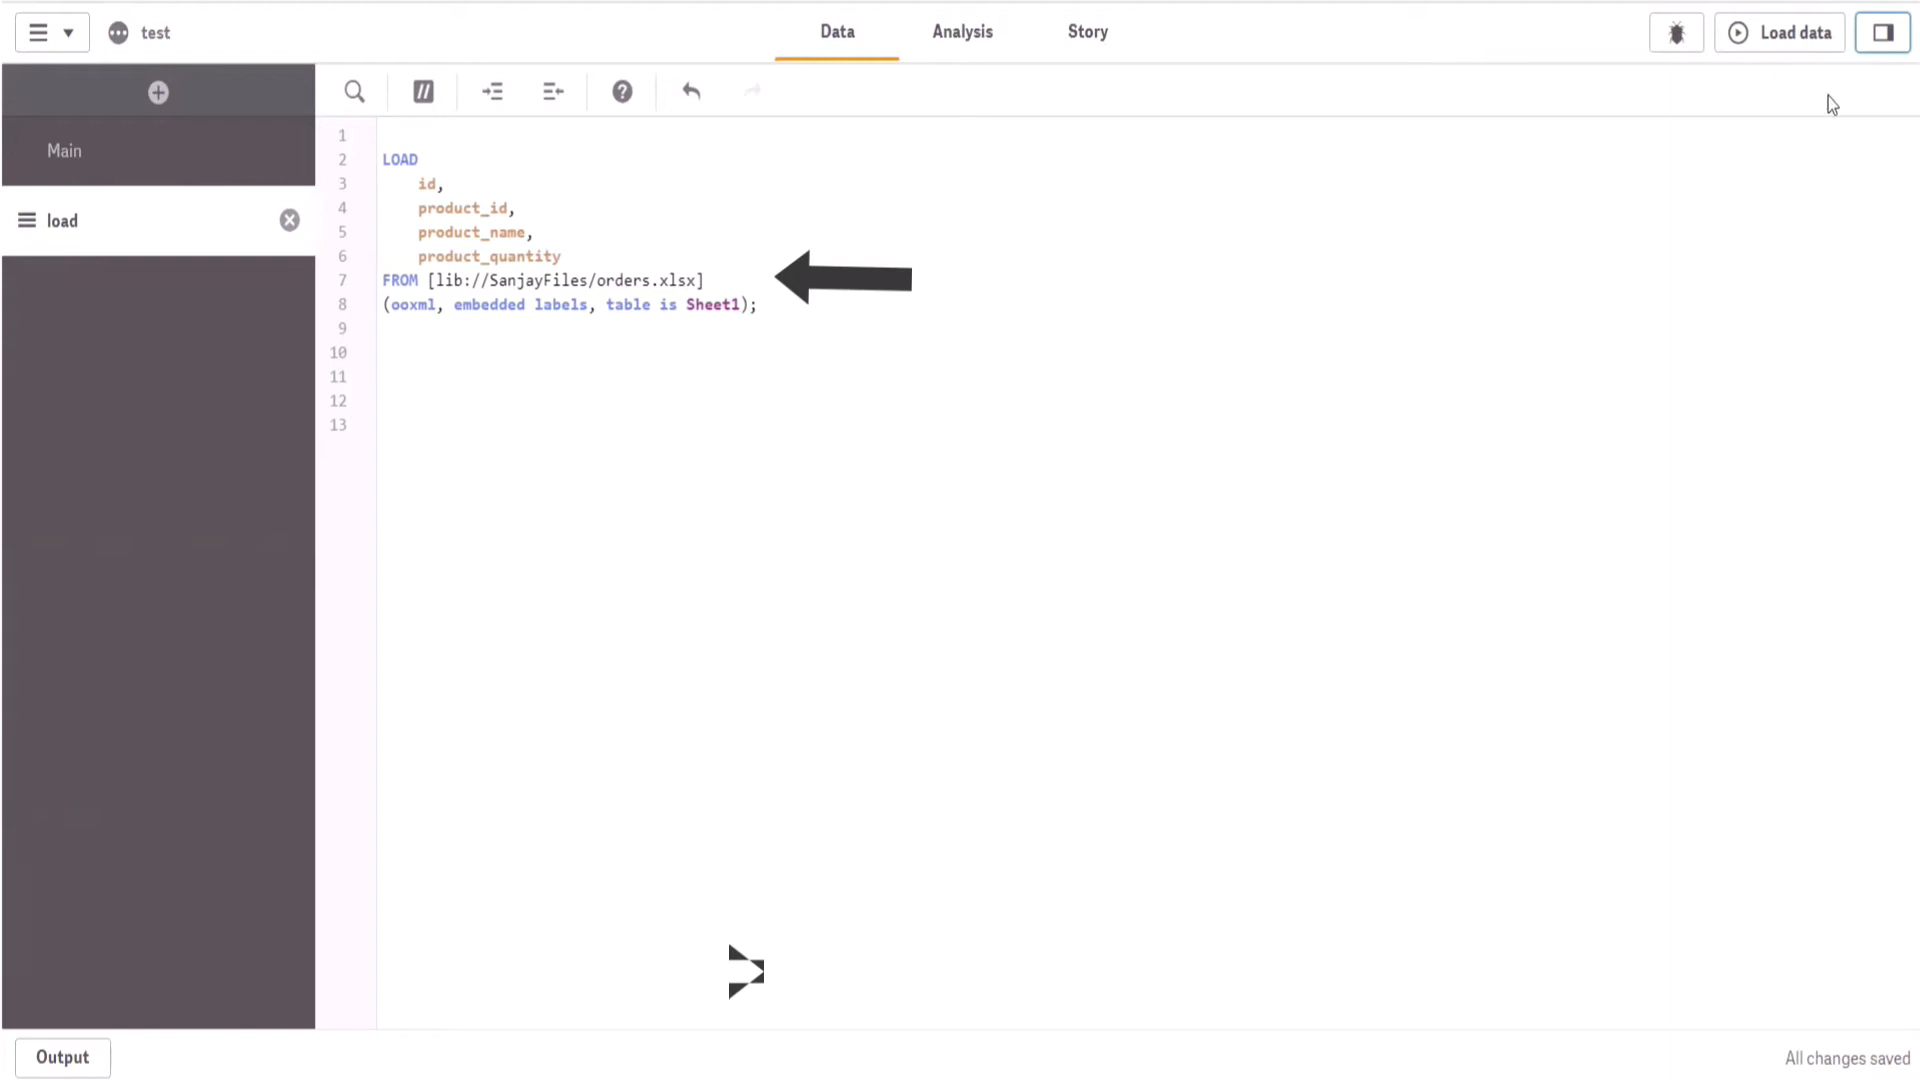 test
Data
Analysis
Story
Load data
Main
load
1
2 LOAD
3 id,
4 product_id,
5 product_name,
6 product_quantity
7 FROM [lib://SanjayFiles/orders.xlsx]
8 (ooxml, embedded labels, table is Sheet1);
9
10
11
12
13
Output
All changes saved